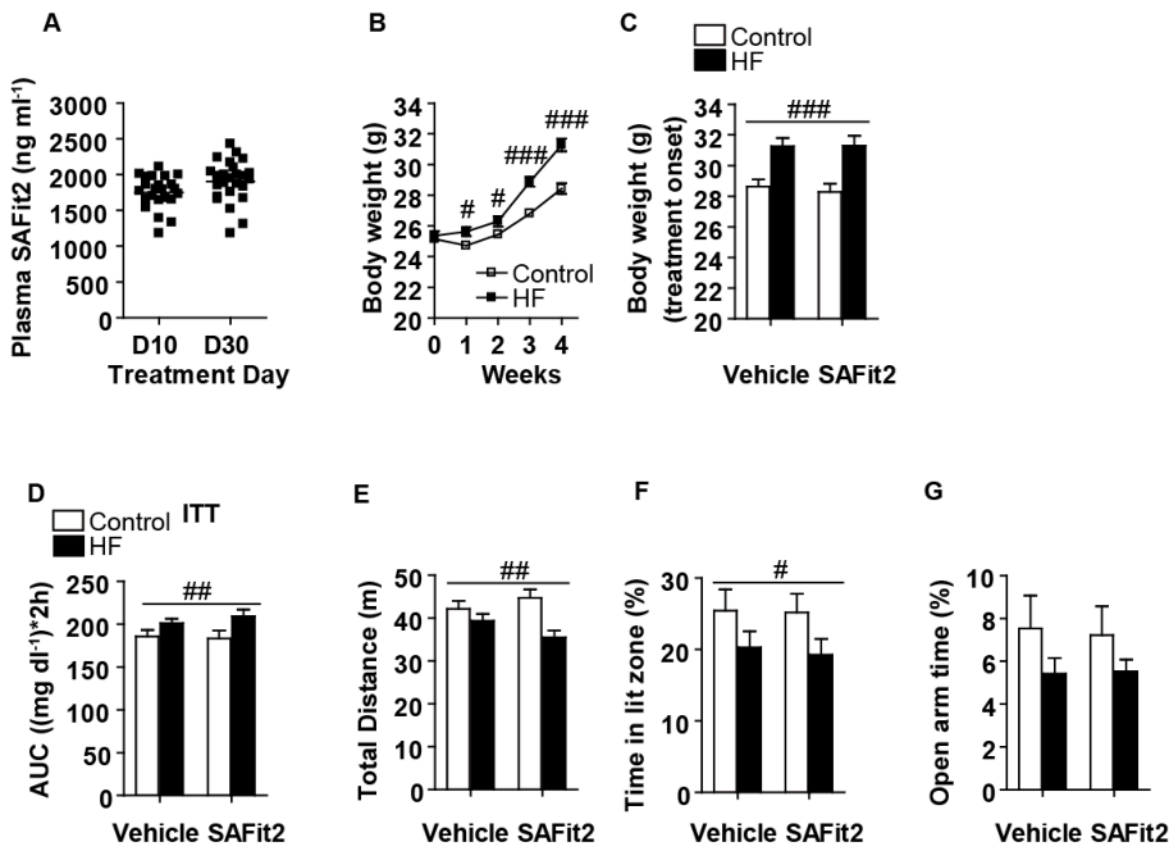 A
Plasma SAFit2 (ng ml⁻¹)
3000
2500
2000
1500
1000
500
0
D10 D30
Treatment Day
B
Body weight (g)
34
32
30
28
26
24
22
20
# # ### ###
Control
HF
0 1 2 3 4
Weeks
C
Control
HF
Body weight (g)
(treatment onset)
34
32
30
28
26
24
22
20
###
Vehicle SAFit2
D
Control
HF
ITT
AUC ((mg dl⁻¹)*2h)
250
200
150
100
50
0
##
Vehicle SAFit2
E
Total Distance (m)
50
40
30
20
10
0
##
Vehicle SAFit2
F
Time in lit zone (%)
30
20
10
0
#
Vehicle SAFit2
G
Open arm time (%)
10
8
6
4
2
0
Vehicle SAFit2